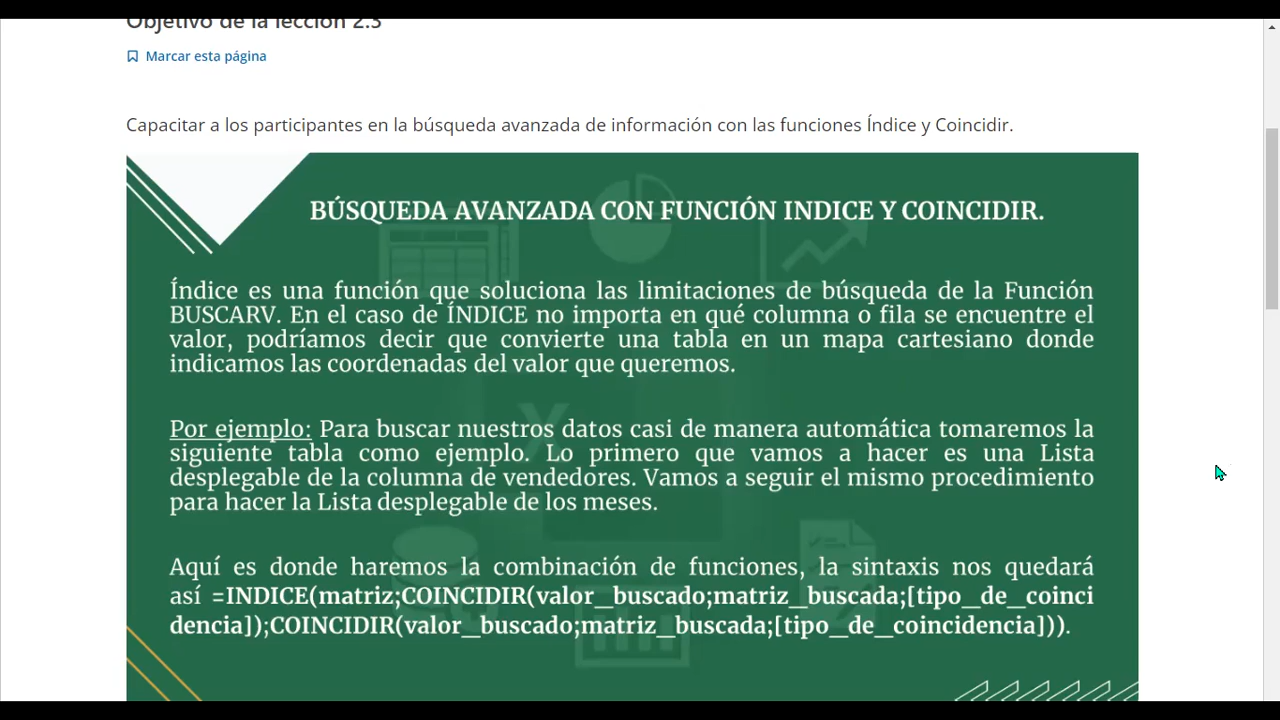 Objetivo de la lección 2.3
Marcar esta página
Capacitar a los participantes en la búsqueda avanzada de información con las funciones Índice y Coincidir.
BÚSQUEDA AVANZADA CON FUNCIÓN INDICE Y COINCIDIR.
Índice es una función que soluciona las limitaciones de búsqueda de la Función
BUSCARV. En el caso de ÍNDICE no importa en qué columna o fila se encuentre el
valor, podríamos decir que convierte una tabla en un mapa cartesiano donde
indicamos las coordenadas del valor que queremos.
Por ejemplo: Para buscar nuestros datos casi de manera automática tomaremos la
siguiente tabla como ejemplo. Lo primero que vamos a hacer es una Lista
desplegable de la columna de vendedores. Vamos a seguir el mismo procedimiento
para hacer la Lista desplegable de los meses.
Aquí es donde haremos la combinación de funciones, la sintaxis nos quedará
así =INDICE(matriz;COINCIDIR(valor_buscado;matriz_buscada;[tipo_de_coinci
dencia]);COINCIDIR(valor_buscado;matriz_buscada;[tipo_de_coincidencia])).